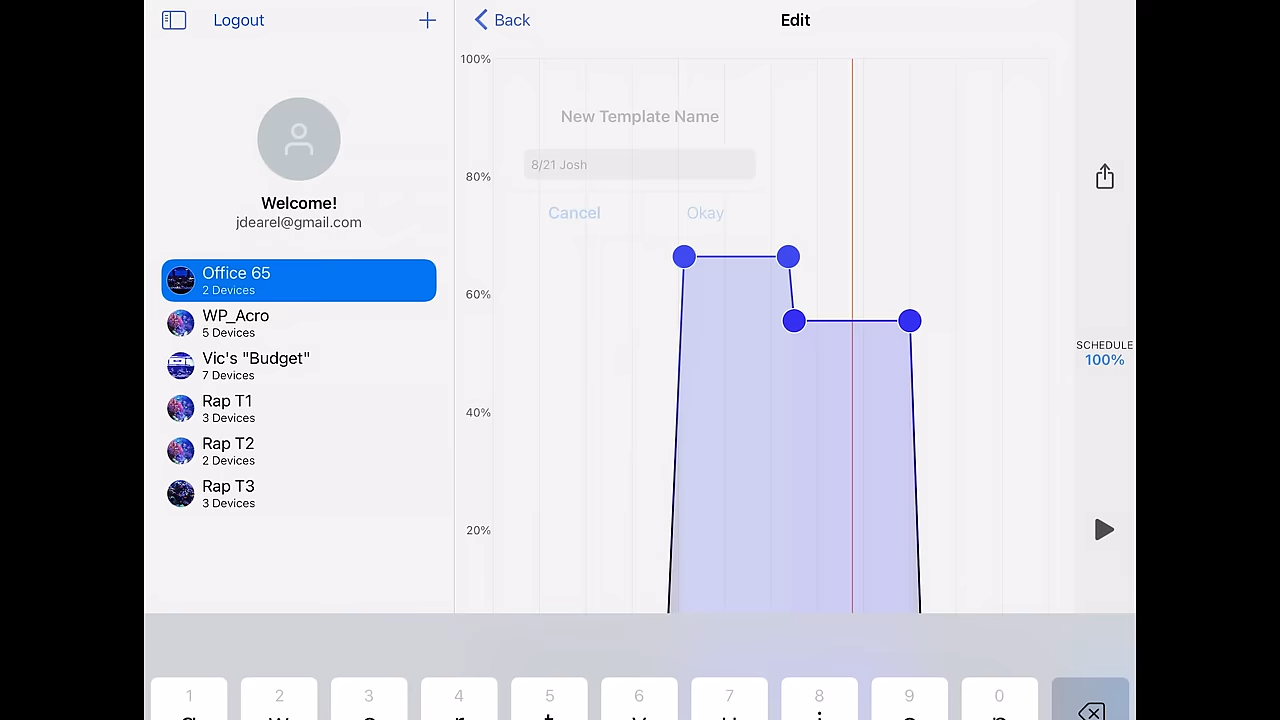 Logout
Back
Edit
Welcome!
jdearel@gmail.com
Office 65
2 Devices
WP_Acro
5 Devices
Vic's "Budget"
7 Devices
Rap T1
3 Devices
Rap T2
2 Devices
Rap T3
3 Devices
100%
80%
60%
40%
20%
New Template Name
8/21 Josh
Cancel
Okay
SCHEDULE
100%
1 2 3 4 5 6 7 8 9 0